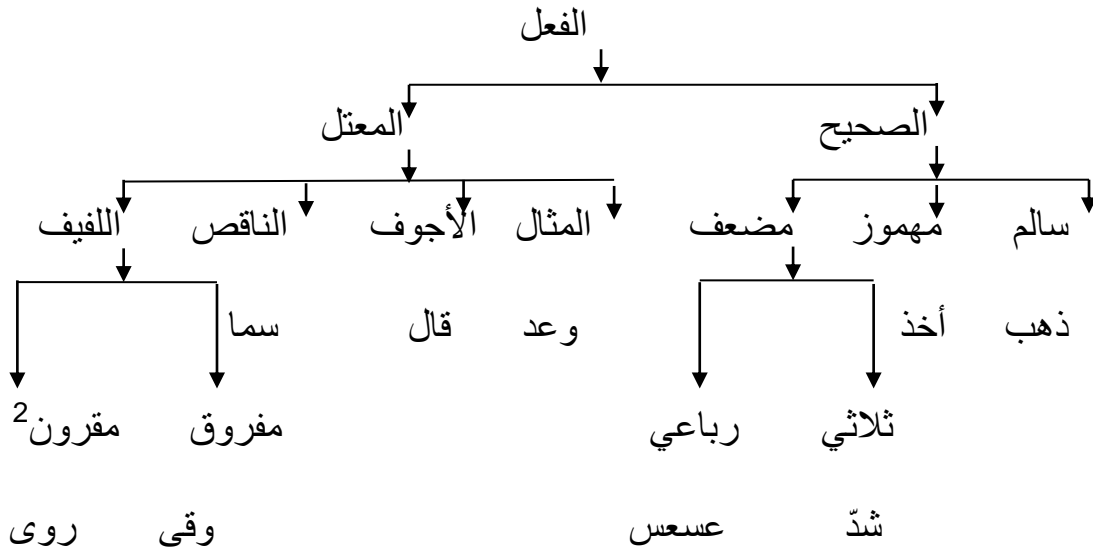 الفعل
الصحيح المعتل
سالم مهموز مضعف المثال الأجوف الناقص اللفيف
ذهب أخذ وعد قال سما
ثلاثي رباعي مفروق مقرون2
شدّ عسعس وقى روى